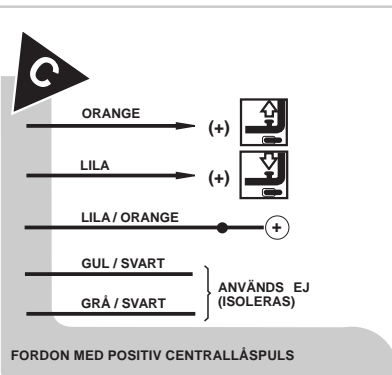 C
ORANGE
(+)
LILA
(+)
LILA / ORANGE
+
GUL / SVART
ANVÄNDS EJ
(ISOLERAS)
GRÅ / SVART
FORDON MED POSITIV CENTRALLÅSPULS